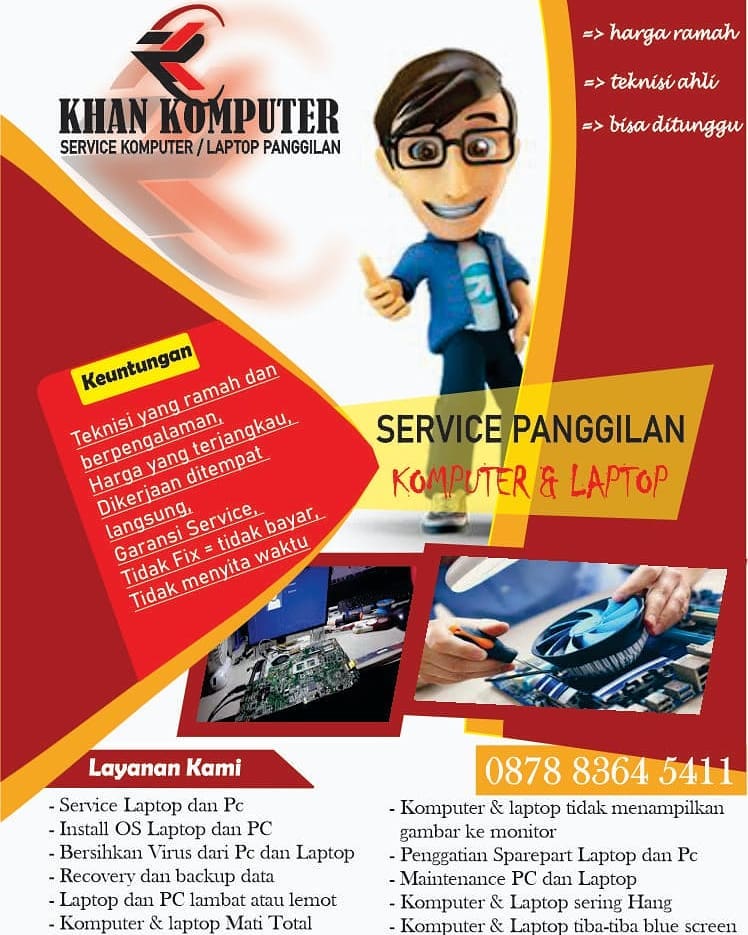 KHAN KOMPUTER
SERVICE KOMPUTER / LAPTOP PANGGILAN
=> harga ramah
=> teknisi ahli
=> bisa ditunggu
Keuntungan
Teknisi yang ramah dan
berpengalaman,
Harga yang terjangkau,
Dikerjaan ditempat
langsung,
Garansi Service,
Tidak Fix = tidak bayar,
Tidak menyita waktu
SERVICE PANGGILAN
KOMPUTER & LAPTOP
Layanan Kami
- Service Laptop dan Pc
- Install OS Laptop dan PC
- Bersihkan Virus dari Pc dan Laptop
- Recovery dan backup data
- Laptop dan PC lambat atau lemot
- Komputer & laptop Mati Total
0878 8364 5411
- Komputer & laptop tidak menampilkan
gambar ke monitor
- Penggatian Sparepart Laptop dan Pc
- Maintenance PC dan Laptop
- Komputer & Laptop sering Hang
- Komputer & Laptop tiba-tiba blue screen